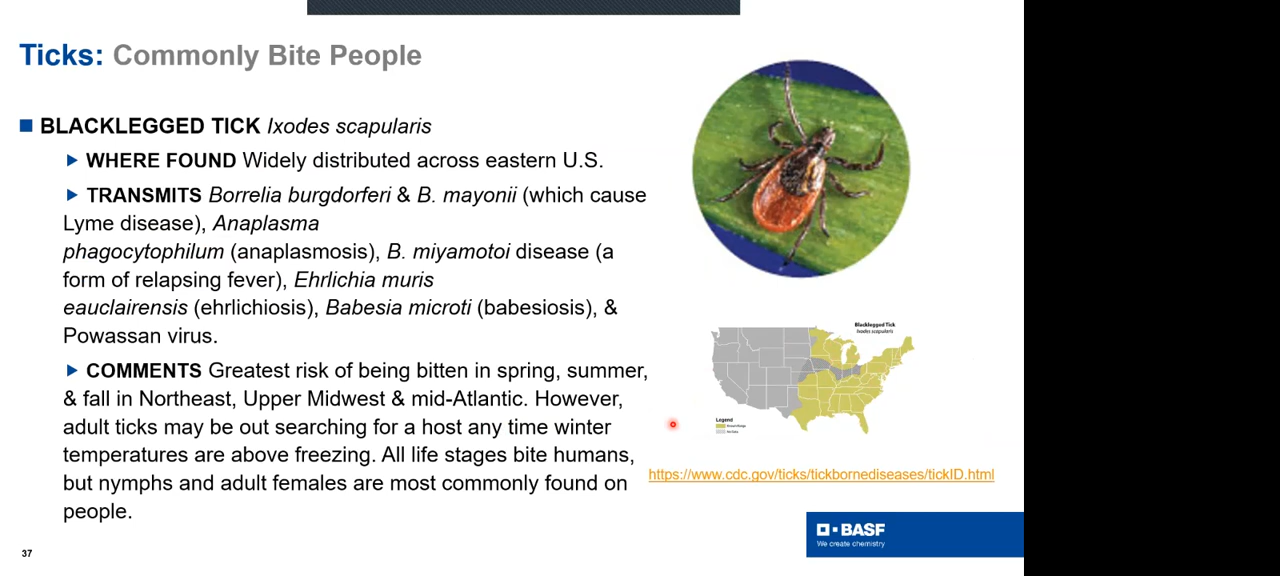 Ticks: Commonly Bite People
■ BLACKLEGGED TICK Ixodes scapularis
▶ WHERE FOUND Widely distributed across eastern U.S.
▶ TRANSMITS Borrelia burgdorferi & B. mayonii (which cause
Lyme disease), Anaplasma
phagocytophilum (anaplasmosis), B. miyamotoi disease (a
form of relapsing fever), Ehrlichia muris
eauclairensis (ehrlichiosis), Babesia microti (babesiosis), &
Powassan virus.
▶ COMMENTS Greatest risk of being bitten in spring, summer,
& fall in Northeast, Upper Midwest & mid-Atlantic. However,
adult ticks may be out searching for a host any time winter
temperatures are above freezing. All life stages bite humans,
but nymphs and adult females are most commonly found on
people.
Blacklegged Tick
Ixodes scapularis
Legend
https://www.cdc.gov/ticks/tickbornediseases/tickID.html
BASF
We create chemistry
37